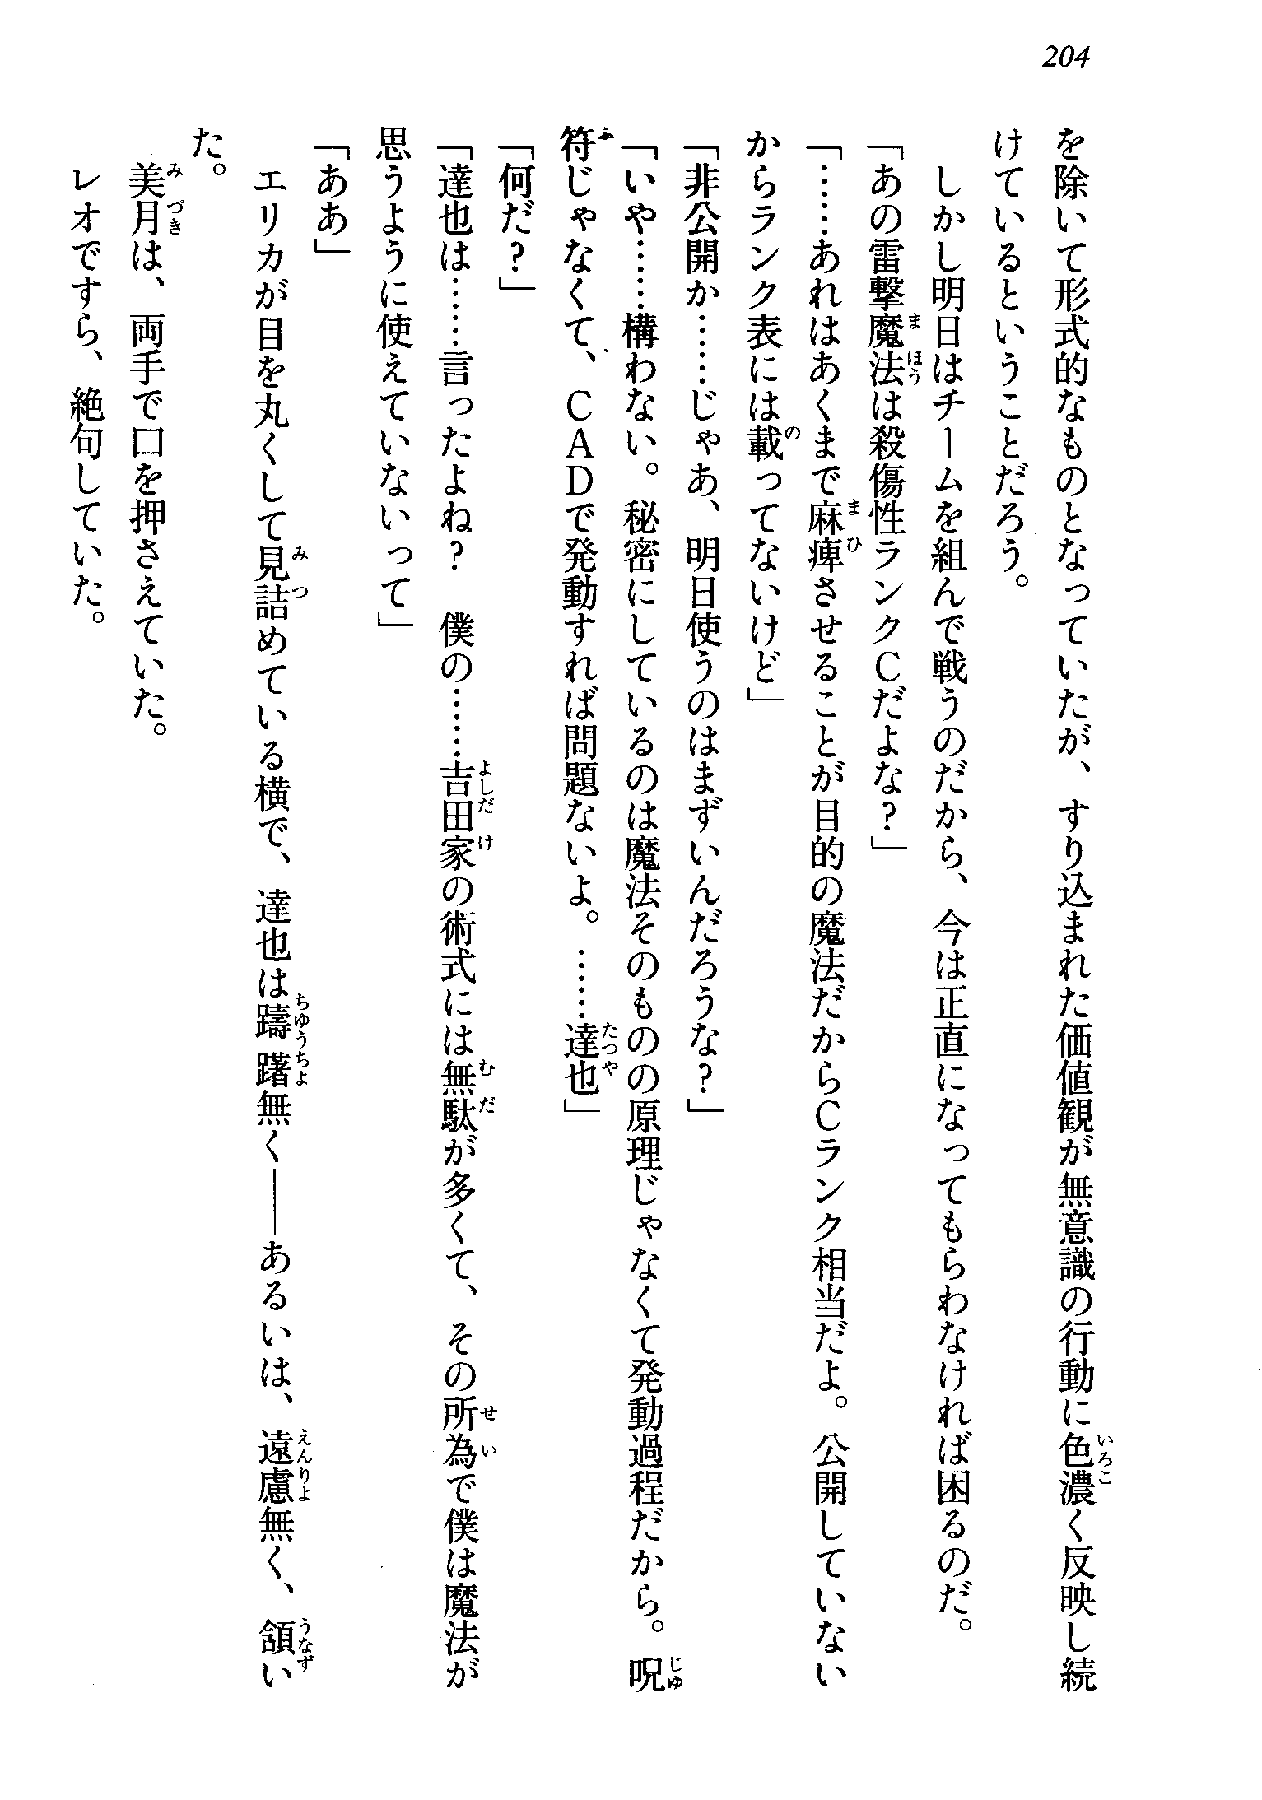 204
を除いて形式的なものとなっていたが、すり込まれた価値観が無意識の行動に色濃く反映し続
けているということだろう。
しかし明日はチームを組んで戦うのだから、今は正直になってもらわなければ困るのだ。
「あの雷撃魔法は殺傷性ランクＣだよな？」
「……あれはあくまで麻痺させることが目的の魔法だからＣランク相当だよ。公開していない
からランク表には載ってないけど」
「非公開か……じゃあ、明日使うのはまずいんだろうな？」
「いや……構わない。秘密にしているのは魔法そのものの原理じゃなくて発動過程だから。呪
符じゃなくて、ＣＡＤで発動すれば問題ないよ。……達也」
「何だ？」
「達也は……言ったよね？　僕の……吉田家の術式には無駄が多くて、その所為で僕は魔法が
思うように使えていないって」
「ああ」
エリカが目を丸くして見詰めている横で、達也は躊躇無く――あるいは、遠慮無く、頷い
た。
美月は、両手で口を押さえていた。
レオですら、絶句していた。